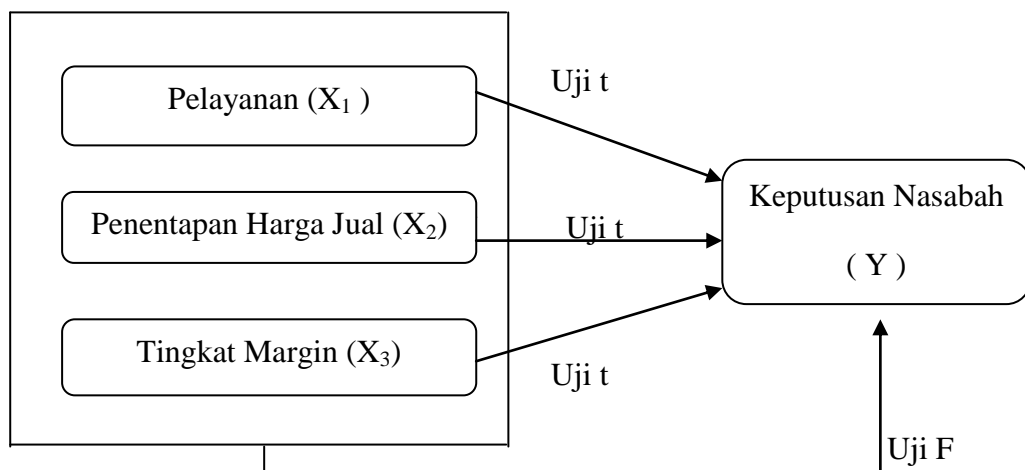 Uji t
Pelayanan (X₁ )
Keputusan Nasabah
( Y )
Penentapan Harga Jual (X₂)
Uji t
Tingkat Margin (X₃)
Uji t
Uji F